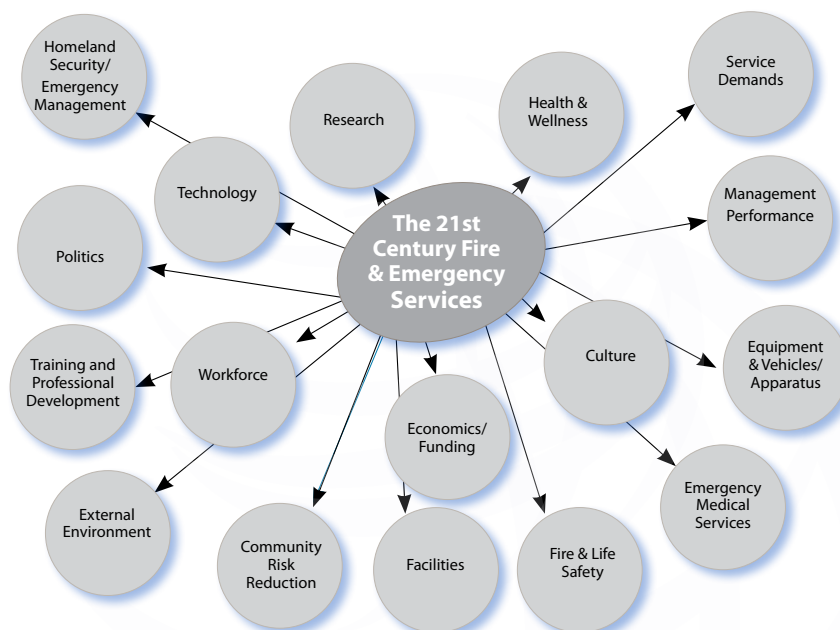 Homeland
Security/
Emergency
Management
Research
Health &
Wellness
Service
Demands
Technology
Management
Performance
The 21st
Century Fire
& Emergency
Services
Politics
Training and
Professional
Development
Workforce
Culture
Equipment
& Vehicles/
Apparatus
Economics/
Funding
External
Environment
Community
Risk
Reduction
Facilities
Fire & Life
Safety
Emergency
Medical
Services